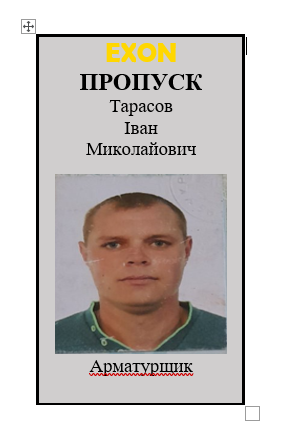 EXON
ПРОПУСК
Тарасов
Іван
Миколайович
Арматурщик